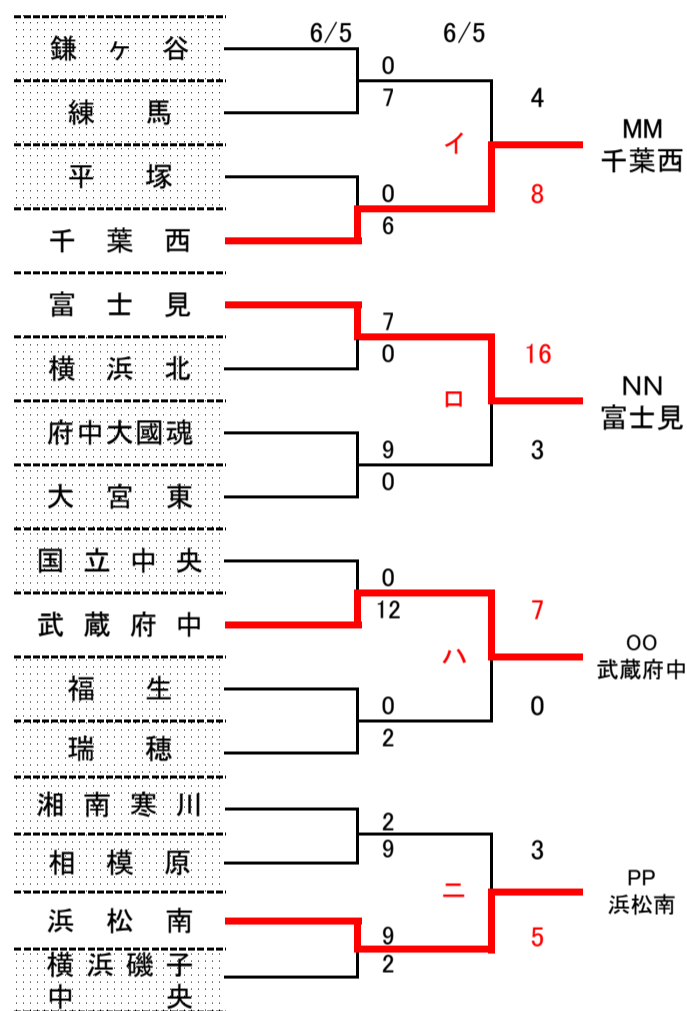 6/5 6/5
鎌ヶ谷
0
7
練馬
4
イ
MM
千葉西
平塚
0
6
8
千葉西
富士見
7
0
16
横浜北
ロ
NN
富士見
府中大國魂
9
0
3
大宮東
国立中央
0
12
7
武蔵府中
ハ
OO
武蔵府中
福生
0
2
0
瑞穂
湘南寒川
2
9
3
相模原
ニ
PP
浜松南
浜松南
9
2
5
横浜磯子
中央